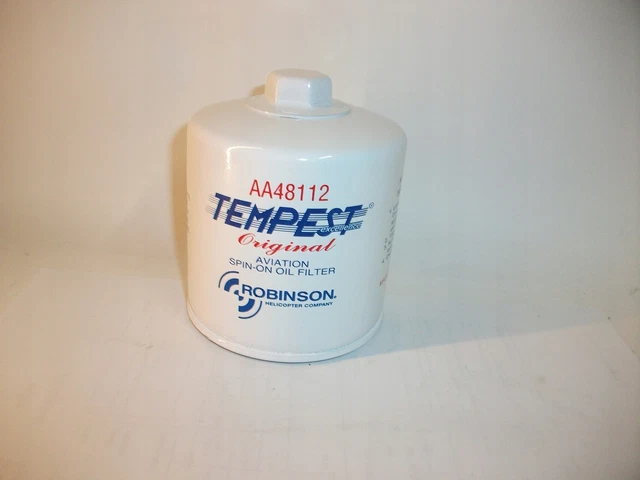 AA48112
TEMPEST®
excellence
Original
AVIATION
SPIN-ON OIL FILTER
ROBINSON.
HELICOPTER COMPANY